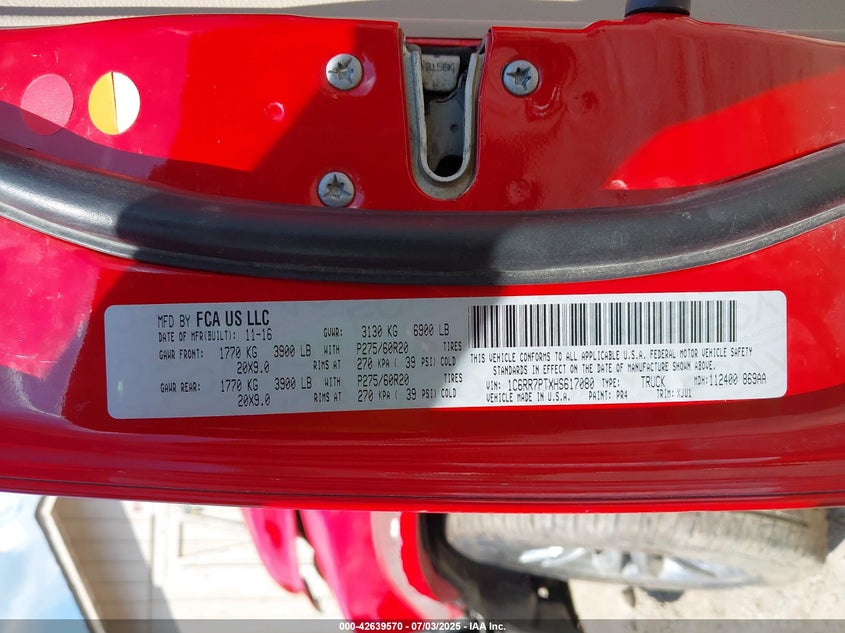 MFD BY FCA US LLC
DATE OF MFR(BUILT): 11-16
GVWR: 3130 KG 6900 LB
GAWR FRONT: 1770 KG 3900 LB WITH P275/60R20 TIRES
20X9.0 RIMS AT 270 KPA ( 39 PSI) COLD
GAWR REAR: 1770 KG 3900 LB WITH P275/60R20 TIRES
20X9.0 RIMS AT 270 KPA ( 39 PSI) COLD
THIS VEHICLE CONFORMS TO ALL APPLICABLE U.S.A. FEDERAL MOTOR VEHICLE SAFETY
STANDARDS IN EFFECT ON THE DATE OF MANUFACTURE SHOWN ABOVE.
VIN: 1C6RR7PTXHS617080 TYPE: TRUCK MDH: 112400 869AA
VEHICLE MADE IN U.S.A. PAINT: PR4 TRIM: XJU1
000-42639570 - 07/03/2025 - IAA Inc.